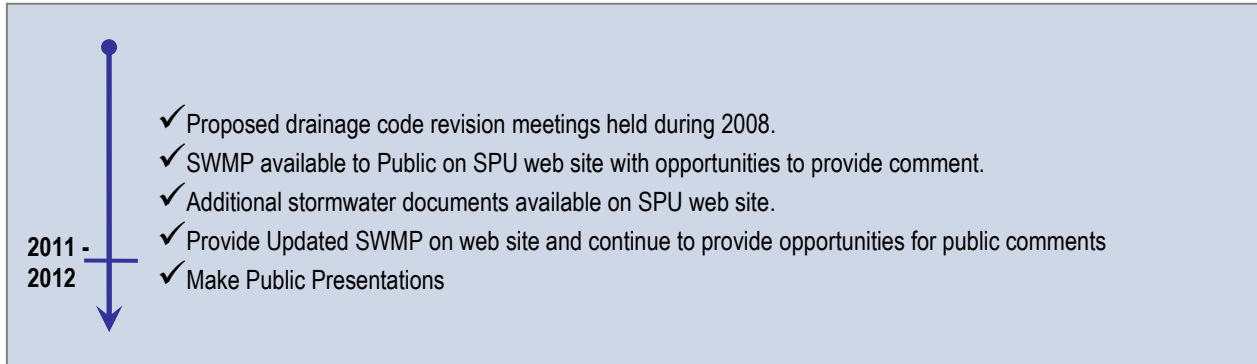 ✓Proposed drainage code revision meetings held during 2008.
✓SWMP available to Public on SPU web site with opportunities to provide comment.
✓Additional stormwater documents available on SPU web site.
2011 -
2012
✓Provide Updated SWMP on web site and continue to provide opportunities for public comments
✓Make Public Presentations